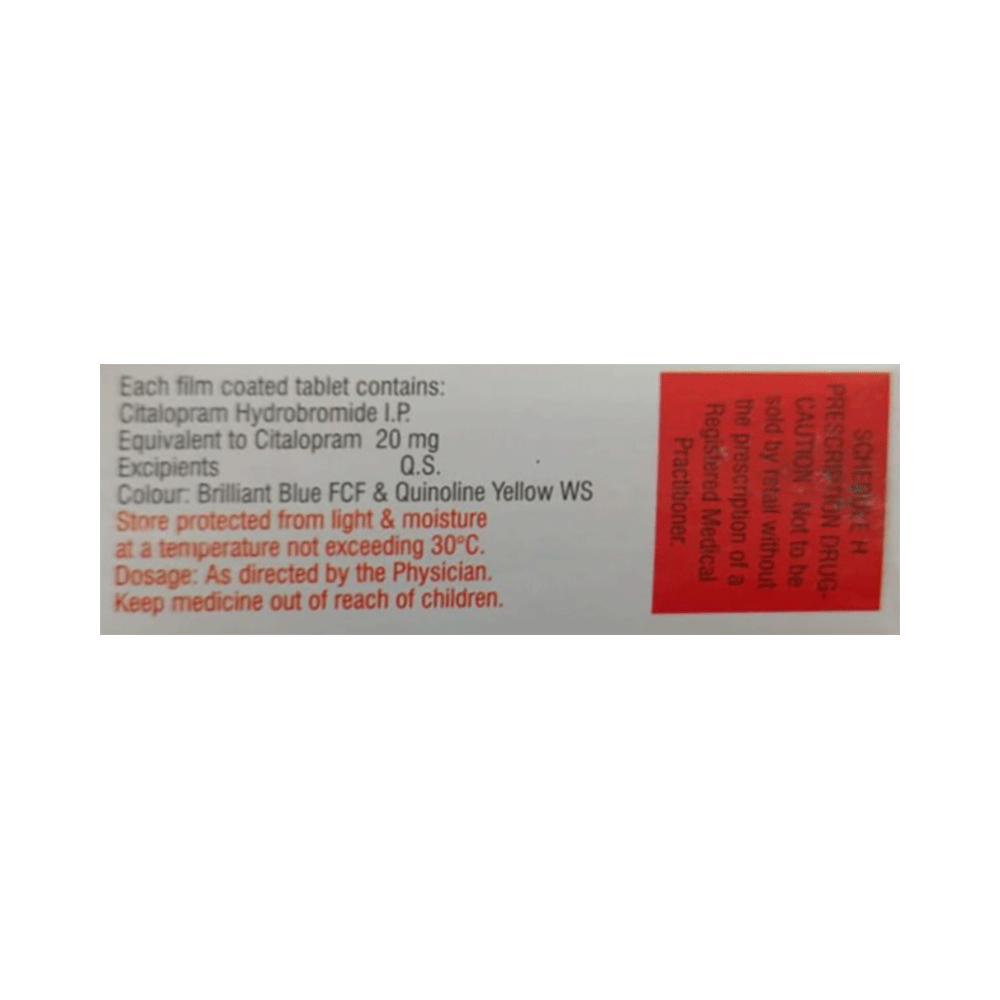 Each film coated tablet contains:
Citalopram Hydrobromide I.P.
Equivalent to Citalopram 20 mg
Excipients Q.S.
Colour: Brilliant Blue FCF & Quinoline Yellow WS
Store protected from light & moisture
at a temperature not exceeding 30°C.
Dosage: As directed by the Physician.
Keep medicine out of reach of children.
SCHEDULE H
PRESCRIPTION DRUG-
CAUTION - Not to be
sold by retail without
the prescription of a
Registered Medical
Practitioner.